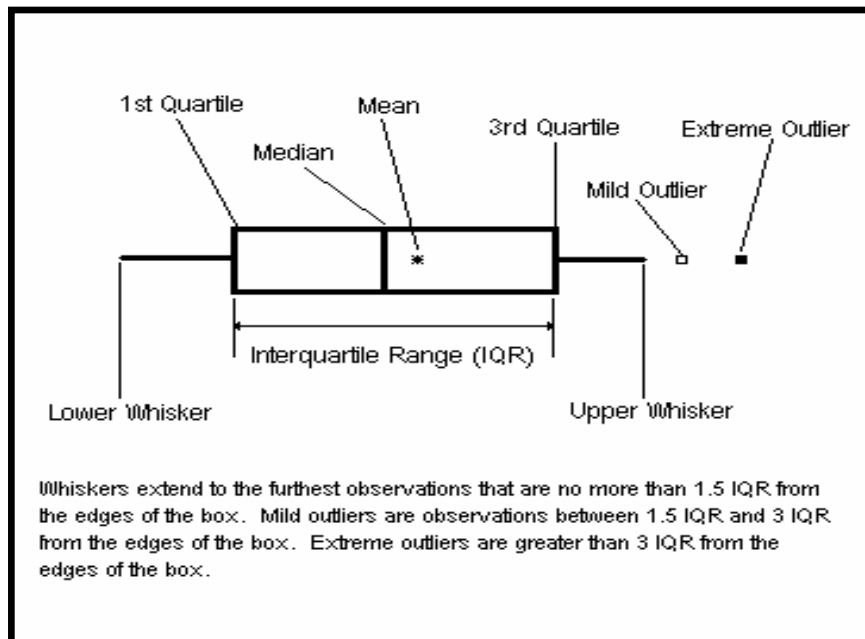 1st Quartile
Mean
3rd Quartile
Extreme Outlier
Median
Mild Outlier
Interquartile Range (IQR)
Lower Whisker
Upper Whisker
Whiskers extend to the furthest observations that are no more than 1.5 IQR from
the edges of the box. Mild outliers are observations between 1.5 IQR and 3 IQR
from the edges of the box. Extreme outliers are greater than 3 IQR from the
edges of the box.